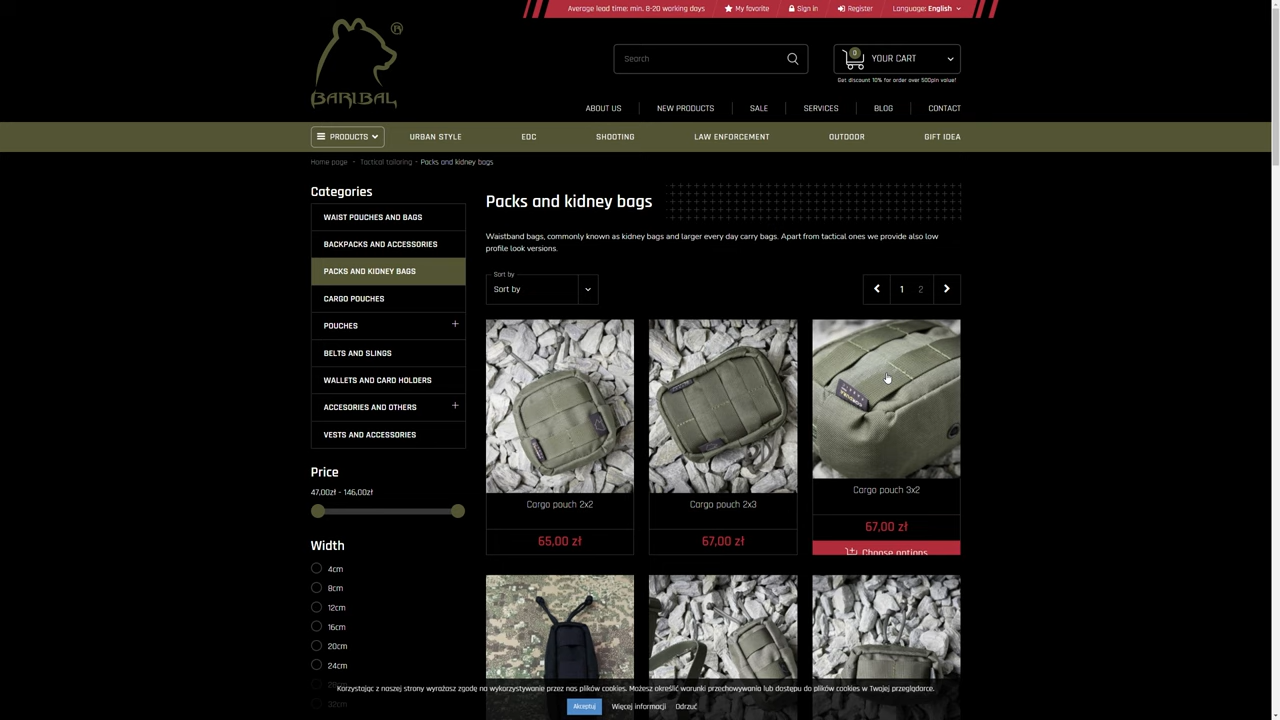 Average lead time: min. 8-20 working days
My favorite
Sign in
Register
Language: English
BARIBAL
Search
0
YOUR CART
Get discount 10% for order over 500pln value!
ABOUT US
NEW PRODUCTS
SALE
SERVICES
BLOG
CONTACT
PRODUCTS
URBAN STYLE
EDC
SHOOTING
LAW ENFORCEMENT
OUTDOOR
GIFT IDEA
Home page - Tactical tailoring - Packs and kidney bags
Categories
WAIST POUCHES AND BAGS
BACKPACKS AND ACCESSORIES
PACKS AND KIDNEY BAGS
CARGO POUCHES
POUCHES
BELTS AND SLINGS
WALLETS AND CARD HOLDERS
ACCESORIES AND OTHERS
VESTS AND ACCESSORIES
Price
47,00zł - 146,00zł
Width
4cm
8cm
12cm
16cm
20cm
24cm
28cm
32cm
Packs and kidney bags
Waistband bags, commonly known as kidney bags and larger every day carry bags. Apart from tactical ones we provide also low
profile look versions.
Sort by
Sort by
1
2
Cargo pouch 2x2
65,00 zł
Cargo pouch 2x3
67,00 zł
Cargo pouch 3x2
67,00 zł
Choose options
Korzystając z naszej strony wyrażasz zgodę na wykorzystywanie przez nas plików cookies. Możesz określić warunki przechowywania lub dostępu do plików cookies w Twojej przeglądarce.
Akceptuj
Więcej informacji
Odrzuć